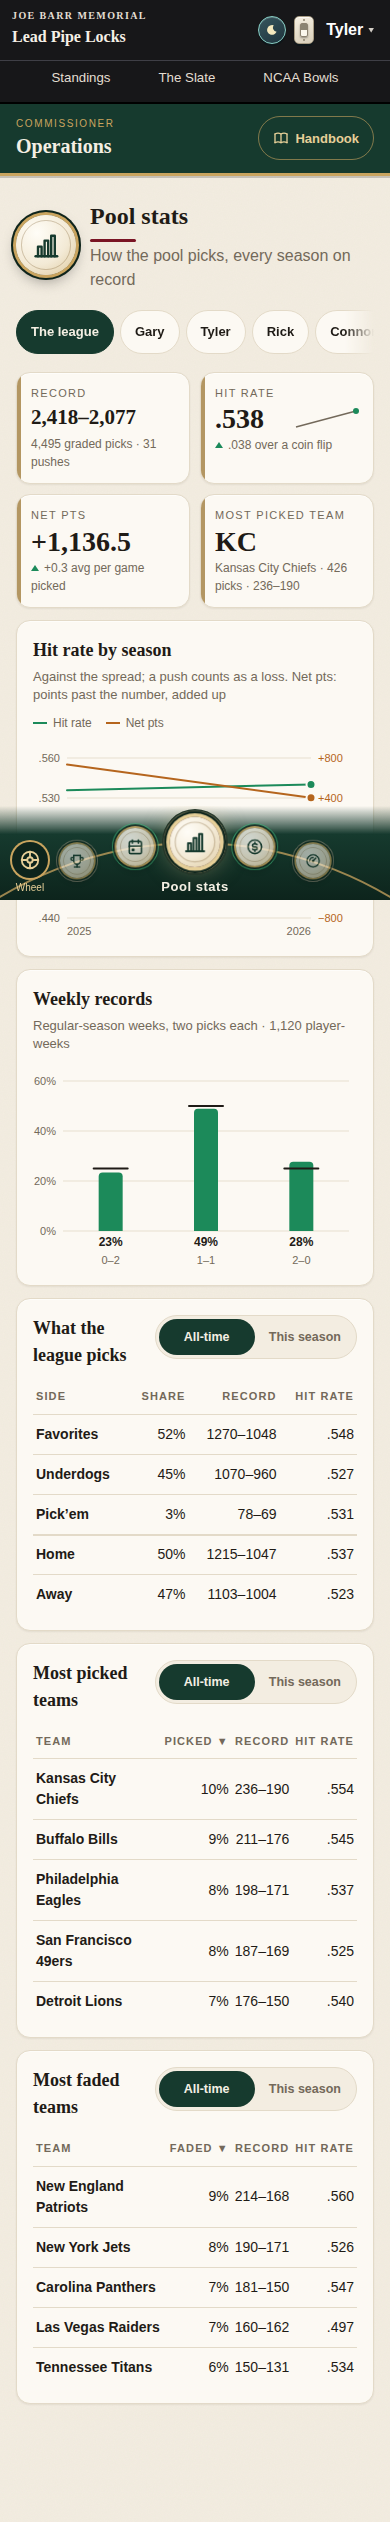 JOE BARR MEMORIAL
Lead Pipe Locks
Tyler ▾
Standings The Slate NCAA Bowls
COMMISSIONER
Operations
Handbook
Pool stats
How the pool picks, every season on
record
The league Gary Tyler Rick Conno
RECORD
2,418–2,077
4,495 graded picks · 31
pushes
HIT RATE
.538
▲ .038 over a coin flip
NET PTS
+1,136.5
▲ +0.3 avg per game
picked
MOST PICKED TEAM
KC
Kansas City Chiefs · 426
picks · 236–190
Hit rate by season
Against the spread; a push counts as a loss. Net pts:
points past the number, added up
Hit rate Net pts
.560 +800
.530 +400
Wheel
Pool stats
.440 −800
2025 2026
Weekly records
Regular-season weeks, two picks each · 1,120 player-
weeks
60%
40%
20%
0%
23% 49% 28%
0–2 1–1 2–0
What the
league picks
All-time This season
SIDE SHARE RECORD HIT RATE
Favorites 52% 1270–1048 .548
Underdogs 45% 1070–960 .527
Pick’em 3% 78–69 .531
Home 50% 1215–1047 .537
Away 47% 1103–1004 .523
Most picked
teams
All-time This season
TEAM PICKED ▼ RECORD HIT RATE
Kansas City
Chiefs 10% 236–190 .554
Buffalo Bills 9% 211–176 .545
Philadelphia
Eagles 8% 198–171 .537
San Francisco
49ers 8% 187–169 .525
Detroit Lions 7% 176–150 .540
Most faded
teams
All-time This season
TEAM FADED ▼ RECORD HIT RATE
New England
Patriots 9% 214–168 .560
New York Jets 8% 190–171 .526
Carolina Panthers 7% 181–150 .547
Las Vegas Raiders 7% 160–162 .497
Tennessee Titans 6% 150–131 .534